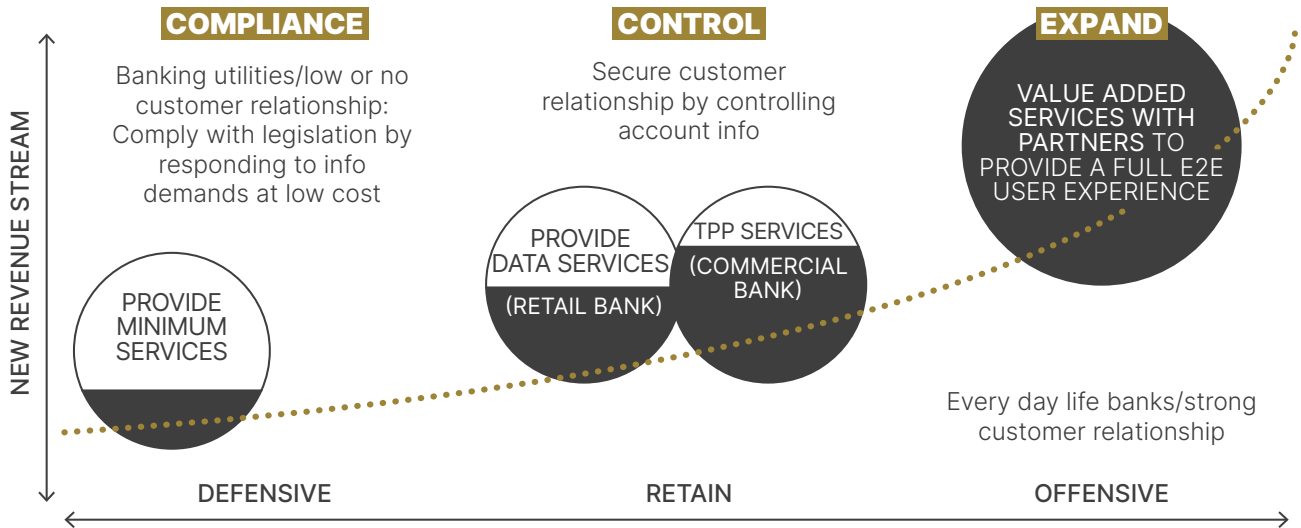 COMPLIANCE
Banking utilities/low or no
customer relationship:
Comply with legislation by
responding to info
demands at low cost
PROVIDE
MINIMUM
SERVICES
CONTROL
Secure customer
relationship by controlling
account info
PROVIDE
DATA SERVICES
(RETAIL BANK)
TPP SERVICES
(COMMERCIAL
BANK)
EXPAND
VALUE ADDED
SERVICES WITH
PARTNERS TO
PROVIDE A FULL E2E
USER EXPERIENCE
Every day life banks/strong
customer relationship
NEW REVENUE STREAM
DEFENSIVE
RETAIN
OFFENSIVE